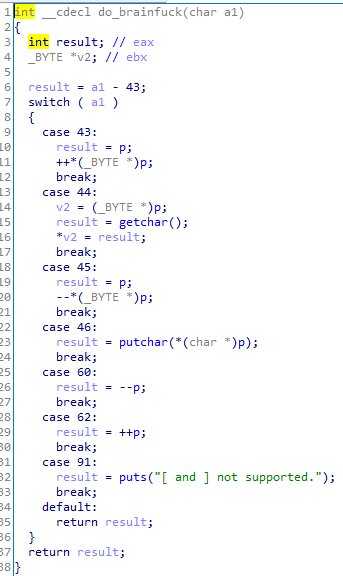 1 int __cdecl do_brainfuck(char a1)
2 {
3 int result; // eax
4 _BYTE *v2; // ebx
5
6 result = a1 - 43;
7 switch ( a1 )
8 {
9 case 43:
10 result = p;
11 ++*(_BYTE *)p;
12 break;
13 case 44:
14 v2 = (_BYTE *)p;
15 result = getchar();
16 *v2 = result;
17 break;
18 case 45:
19 result = p;
20 --*(_BYTE *)p;
21 break;
22 case 46:
23 result = putchar(*(char *)p);
24 break;
25 case 60:
26 result = --p;
27 break;
28 case 62:
29 result = ++p;
30 break;
31 case 91:
32 result = puts("[ and ] not supported.");
33 break;
34 default:
35 return result;
36 }
37 return result;
38 }